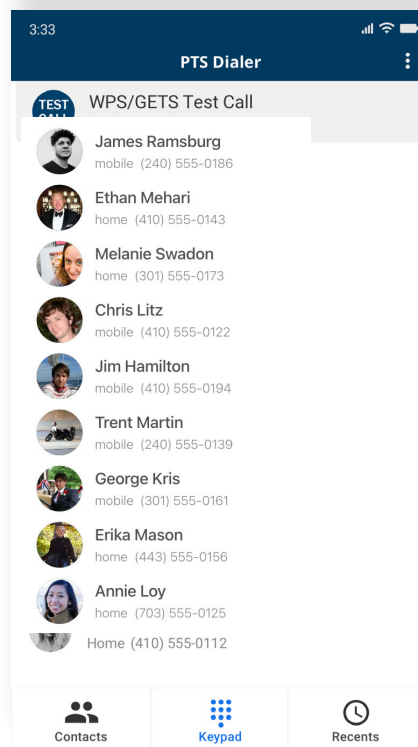 3:33
PTS Dialer
TEST
CALL
WPS/GETS Test Call
James Ramsburg
mobile (240) 555-0186
Ethan Mehari
home (410) 555-0143
Melanie Swadon
home (301) 555-0173
Chris Litz
mobile (410) 555-0122
Jim Hamilton
mobile (410) 555-0194
Trent Martin
mobile (240) 555-0139
George Kris
mobile (301) 555-0161
Erika Mason
home (443) 555-0156
Annie Loy
home (703) 555-0125
Home (410) 555-0112
Contacts
Keypad
Recents